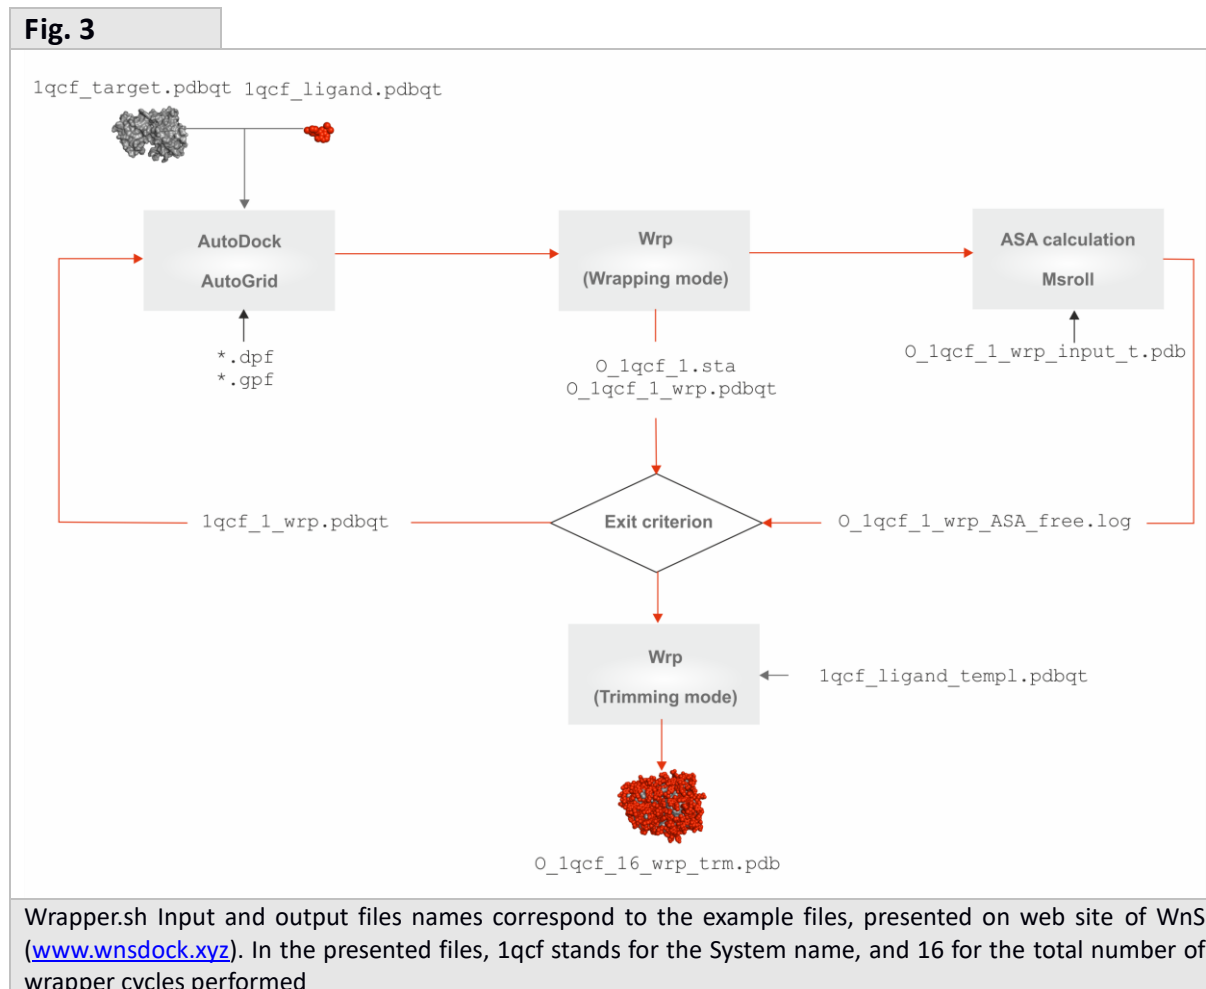 Fig. 3
1qcf_target.pdbqt 1qcf_ligand.pdbqt
AutoDock
AutoGrid
Wrp
(Wrapping mode)
ASA calculation
Msroll
*.dpf
*.gpf
O_1qcf_1.sta
O_1qcf_1_wrp.pdbqt
O_1qcf_1_wrp_input_t.pdb
1qcf_1_wrp.pdbqt
Exit criterion
O_1qcf_1_wrp_ASA_free.log
Wrp
(Trimming mode)
1qcf_ligand_templ.pdbqt
O_1qcf_16_wrp_trm.pdb
Wrapper.sh Input and output files names correspond to the example files, presented on web site of WnS
(www.wnsdock.xyz). In the presented files, 1qcf stands for the System name, and 16 for the total number of
wrapper cycles performed